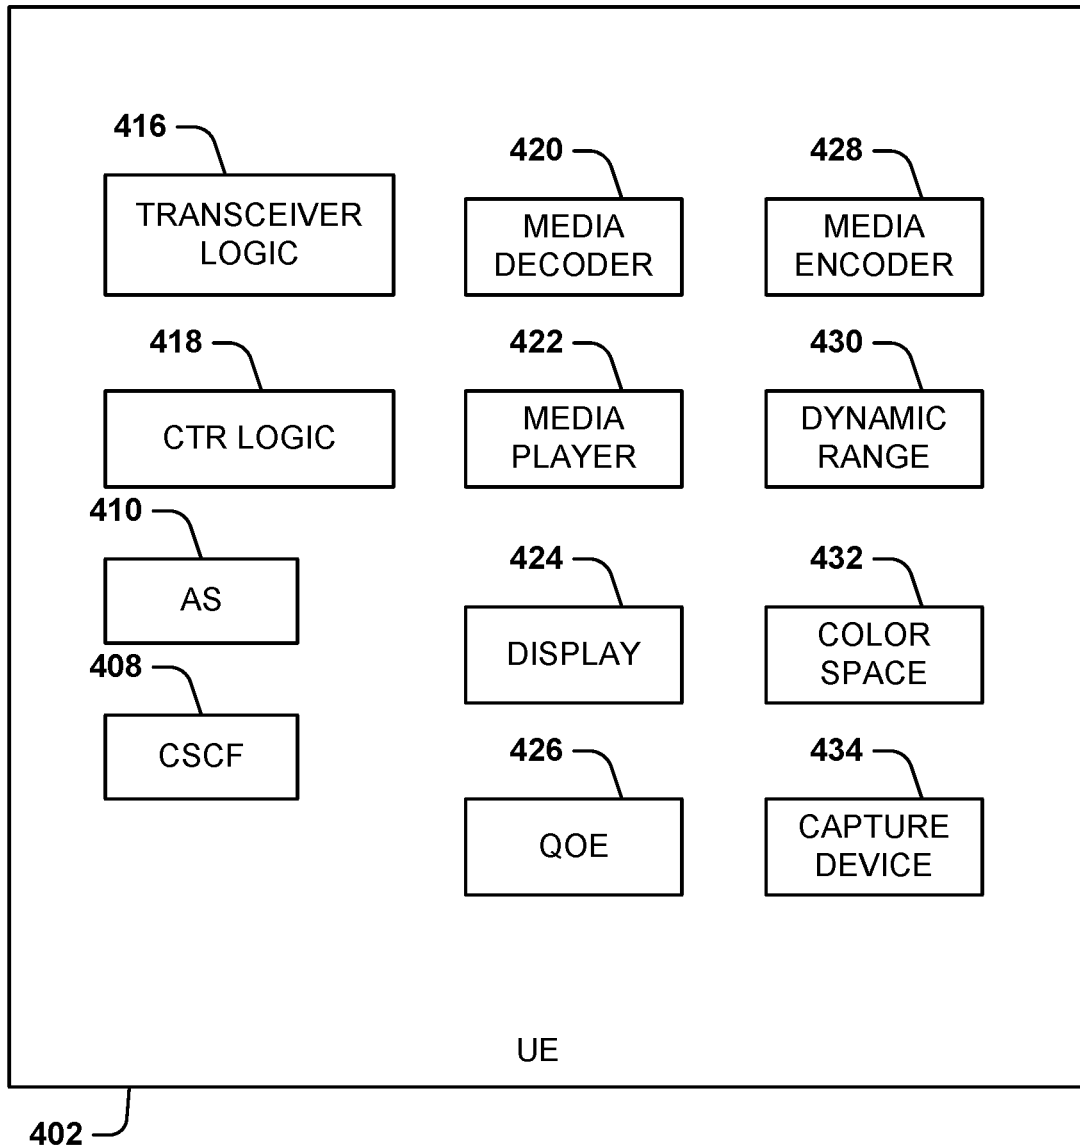 416
TRANSCEIVER
LOGIC
418
CTR LOGIC
410
AS
408
CSCF
420
MEDIA
DECODER
422
MEDIA
PLAYER
424
DISPLAY
426
QOE
428
MEDIA
ENCODER
430
DYNAMIC
RANGE
432
COLOR
SPACE
434
CAPTURE
DEVICE
UE
402